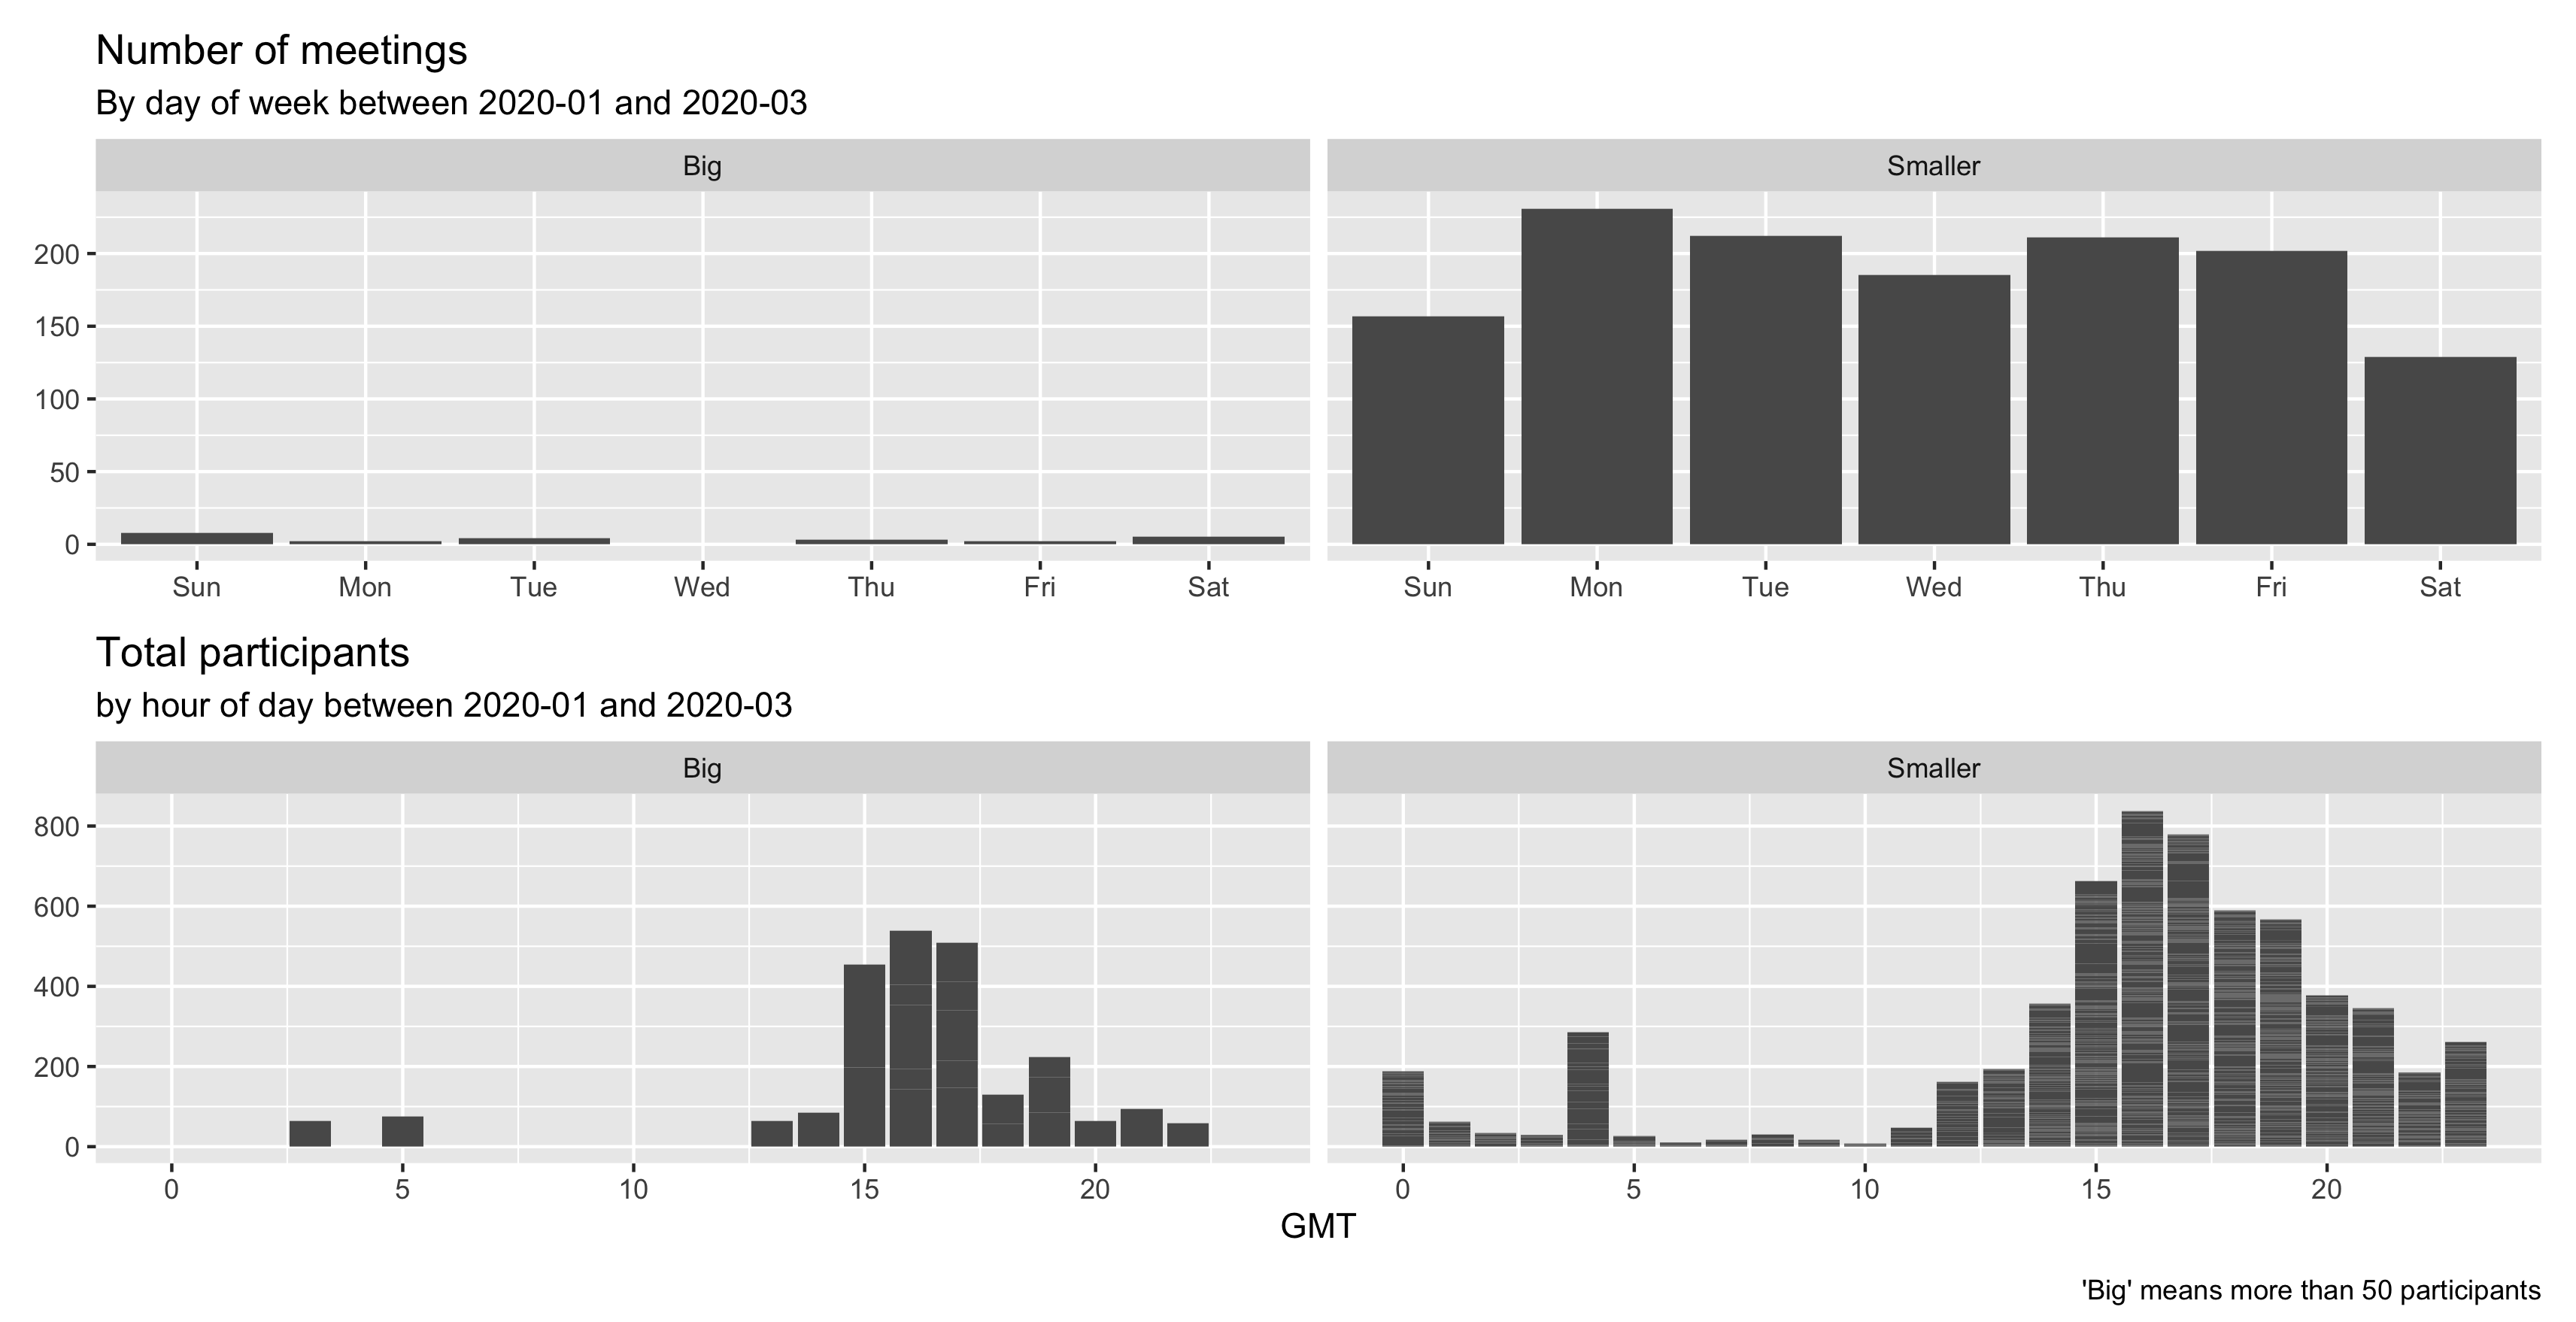 Number of meetings
By day of week between 2020-01 and 2020-03
Big Smaller
200
150
100
50
0
Sun Mon Tue Wed Thu Fri Sat Sun Mon Tue Wed Thu Fri Sat
Total participants
by hour of day between 2020-01 and 2020-03
Big Smaller
800
600
400
200
0
0 5 10 15 20 0 5 10 15 20
GMT
'Big' means more than 50 participants